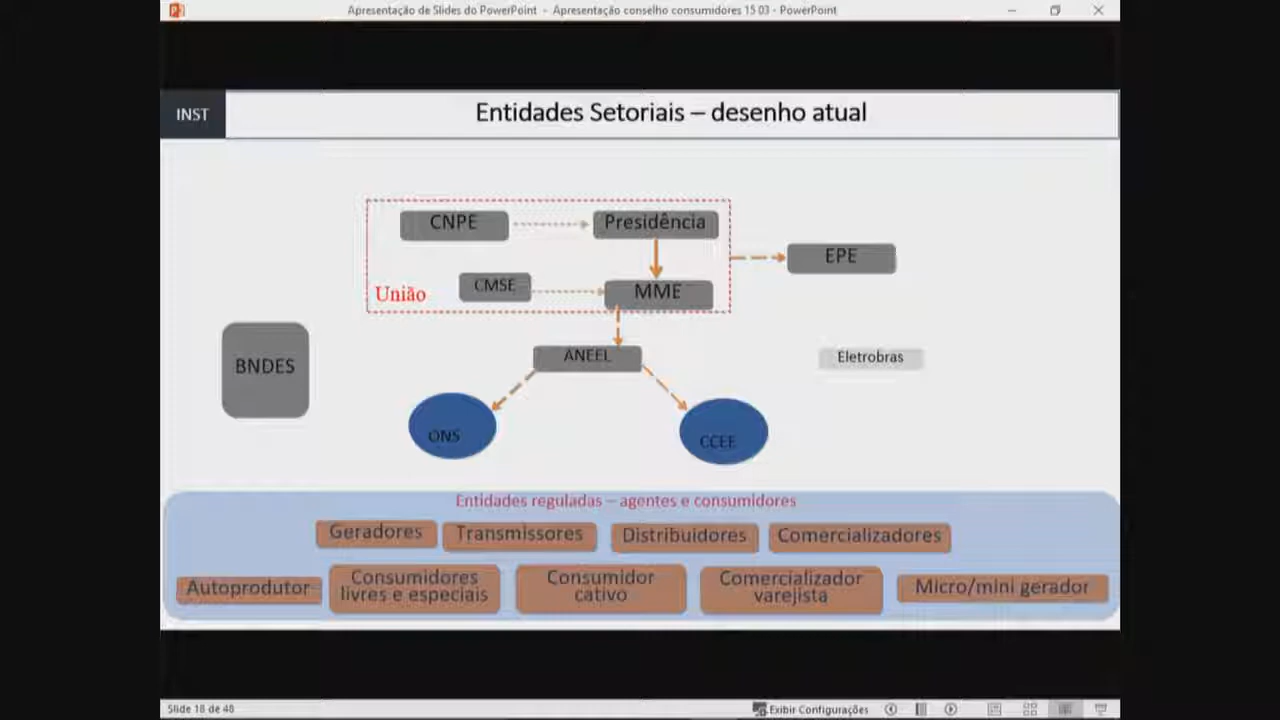 Apresentação de Slides do PowerPoint - Apresentação conselho consumidores 15 03 - PowerPoint
INST
Entidades Setoriais – desenho atual
CNPE
Presidência
EPE
CMSE
MME
União
BNDES
ANEEL
Eletrobras
ONS
CCEE
Entidades reguladas – agentes e consumidores
Geradores
Transmissores
Distribuidores
Comercializadores
Autoprodutor
Consumidores
livres e especiais
Consumidor
cativo
Comercializador
varejista
Micro/mini gerador
Slide 18 de 48
Exibir Configurações